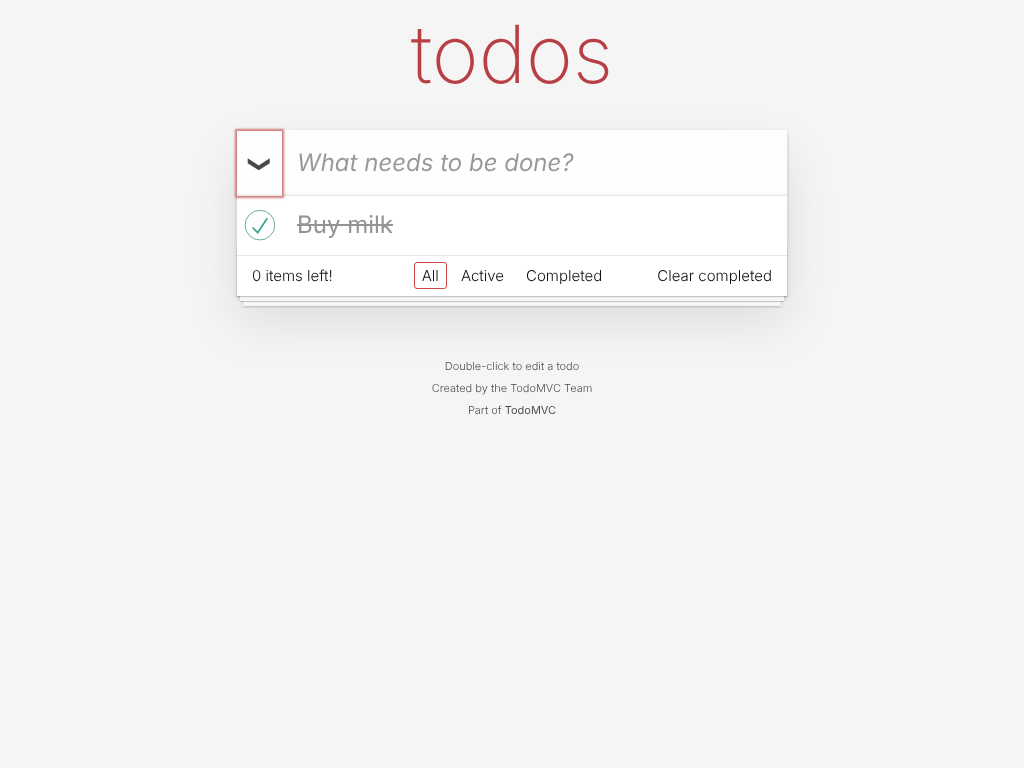 todos
What needs to be done?
Buy milk
0 items left! All Active Completed Clear completed
Double-click to edit a todo
Created by the TodoMVC Team
Part of TodoMVC